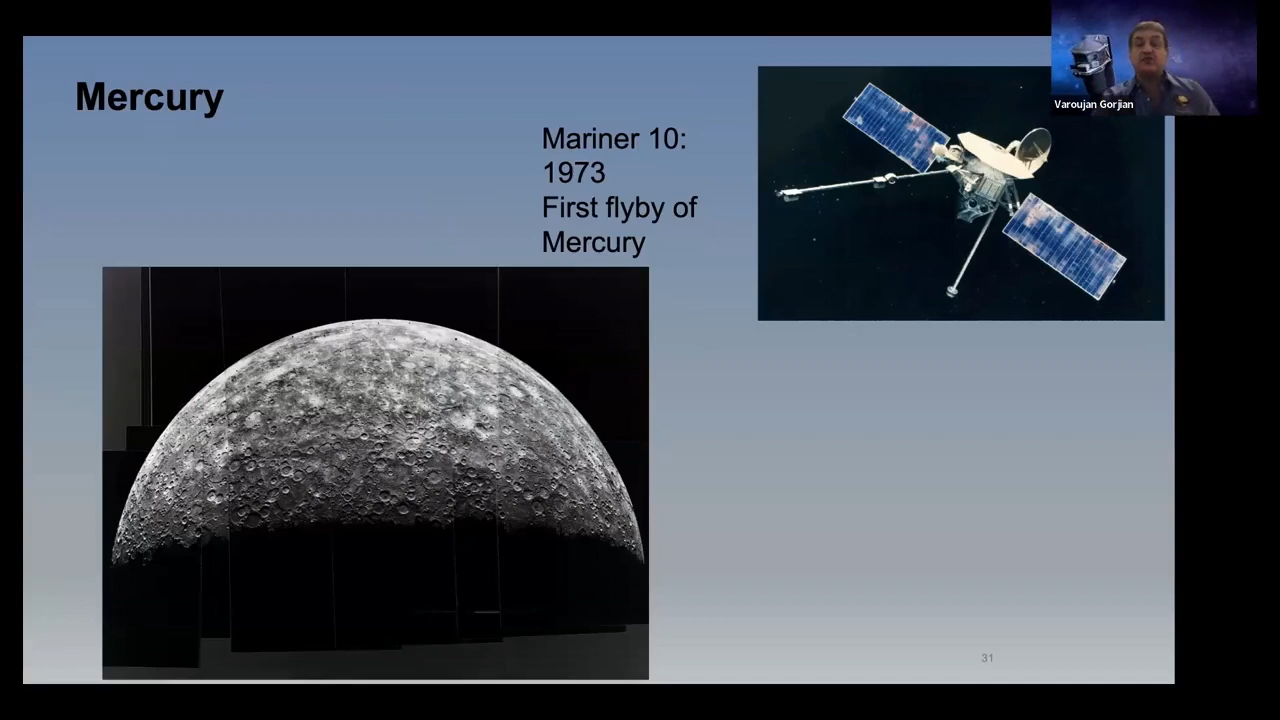 Mercury
Mariner 10:
1973
First flyby of
Mercury
Varoujan Gorjian
31